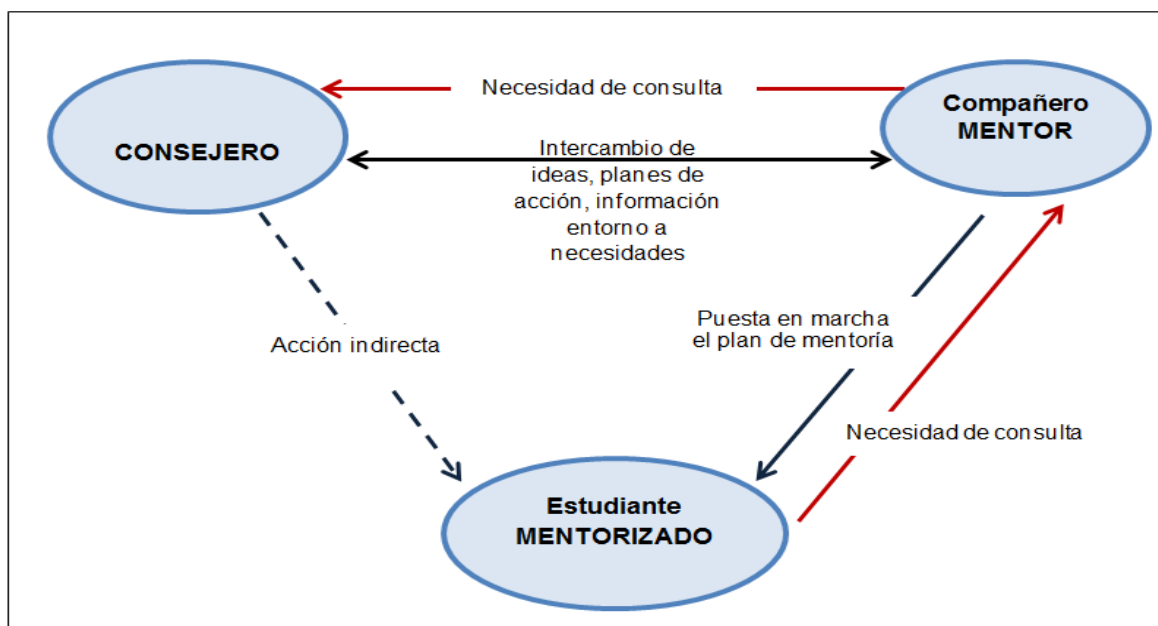 Necesidad de consulta
Compañero
MENTOR
CONSEJERO
Intercambio de
ideas, planes de
acción, información
entorno a
necesidades
Puesta en marcha
el plan de mentoría
Acción indirecta
Necesidad de consulta
Estudiante
MENTORIZADO